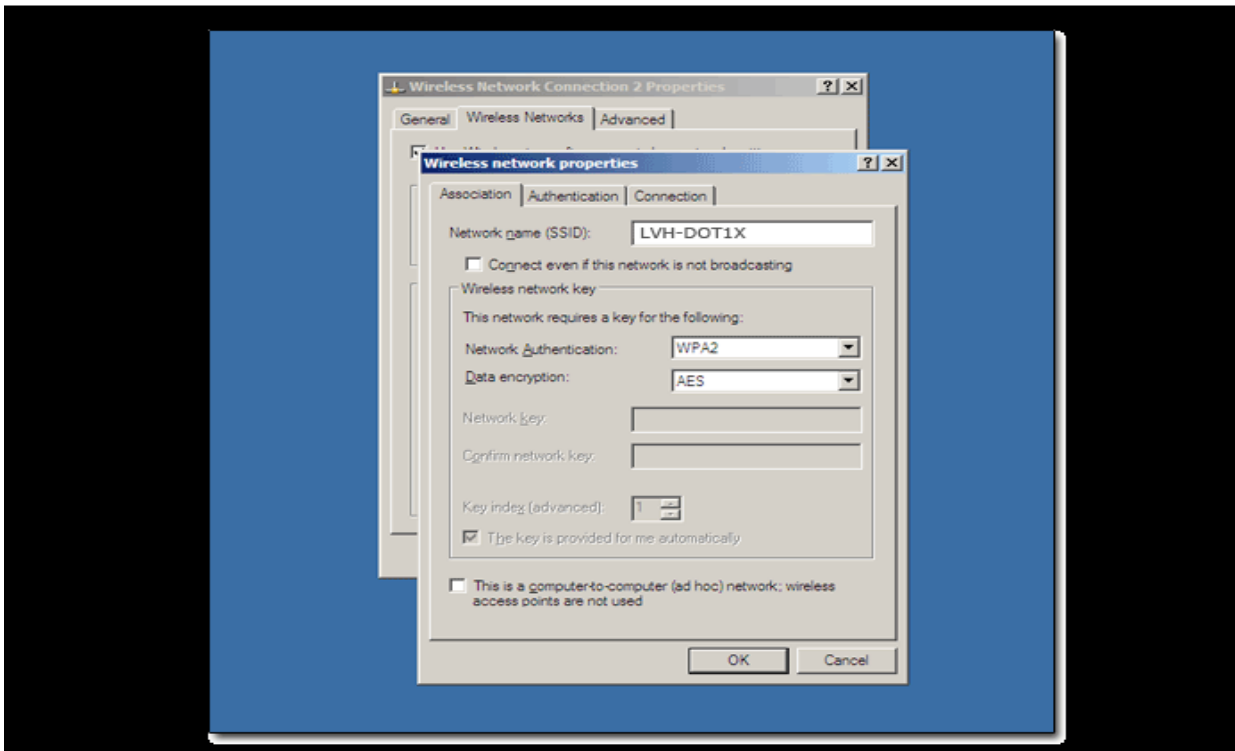 Wireless Network Connection 2 Properties
General Wireless Networks Advanced
Wireless network properties
Association Authentication Connection
Network name (SSID): LVH-DOT1X
Connect even if this network is not broadcasting
Wireless network key
This network requires a key for the following:
Network Authentication: WPA2
Data encryption: AES
Network key:
Confirm network key:
Key index (advanced): 1
The key is provided for me automatically
This is a computer-to-computer (ad hoc) network; wireless
access points are not used
OK Cancel